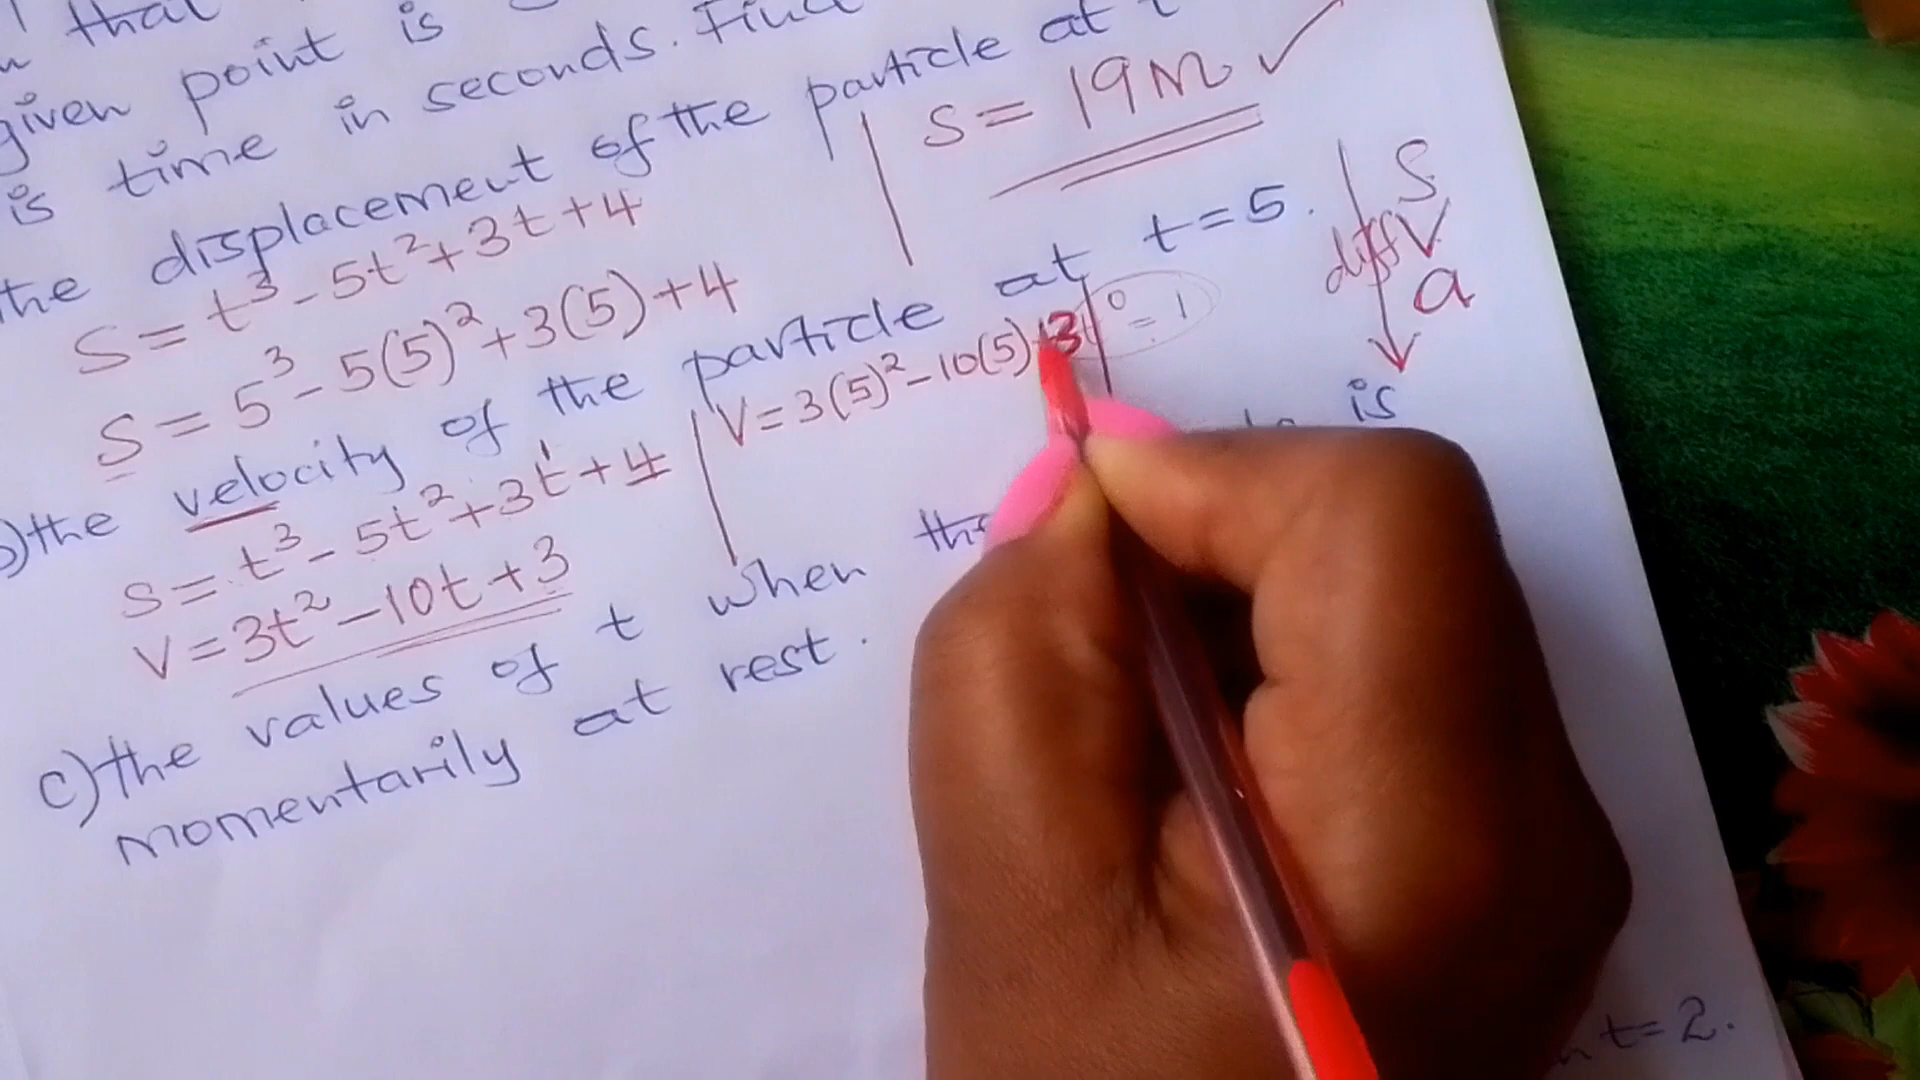 that
given point is
is time in seconds. Find
the displacement of the particle at t
S = t³ - 5t² + 3t + 4
S = 5³ - 5(5)² + 3(5) + 4
S = 19m ✓
b) the velocity of the particle at t = 5.
S = t³ - 5t² + 3t¹ + 4
V = 3t² - 10t + 3
V = 3(5)² - 10(5) + 3
° = 1
S
diff V
a
c) the values of t when the is
momentarily at rest.
t = 2.